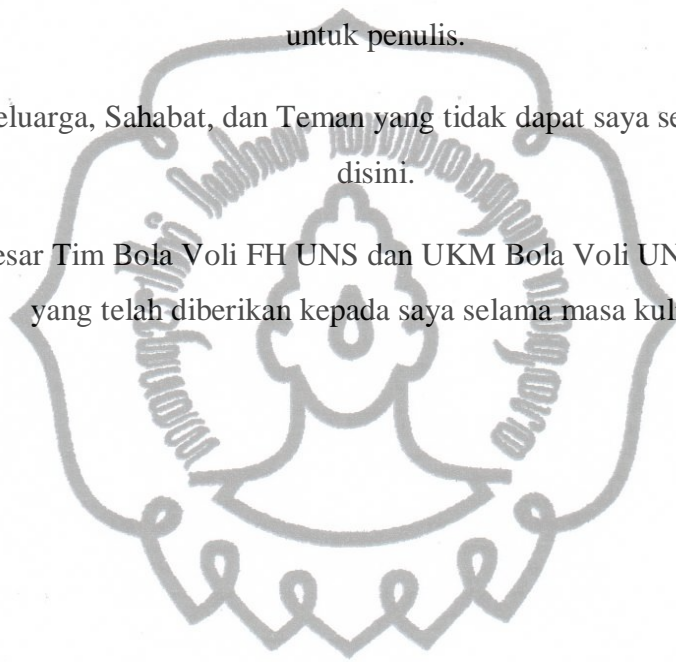 untuk penulis.
eluarga, Sahabat, dan Teman yang tidak dapat saya se
disini.
esar Tim Bola Voli FH UNS dan UKM Bola Voli UN
yang telah diberikan kepada saya selama masa kul